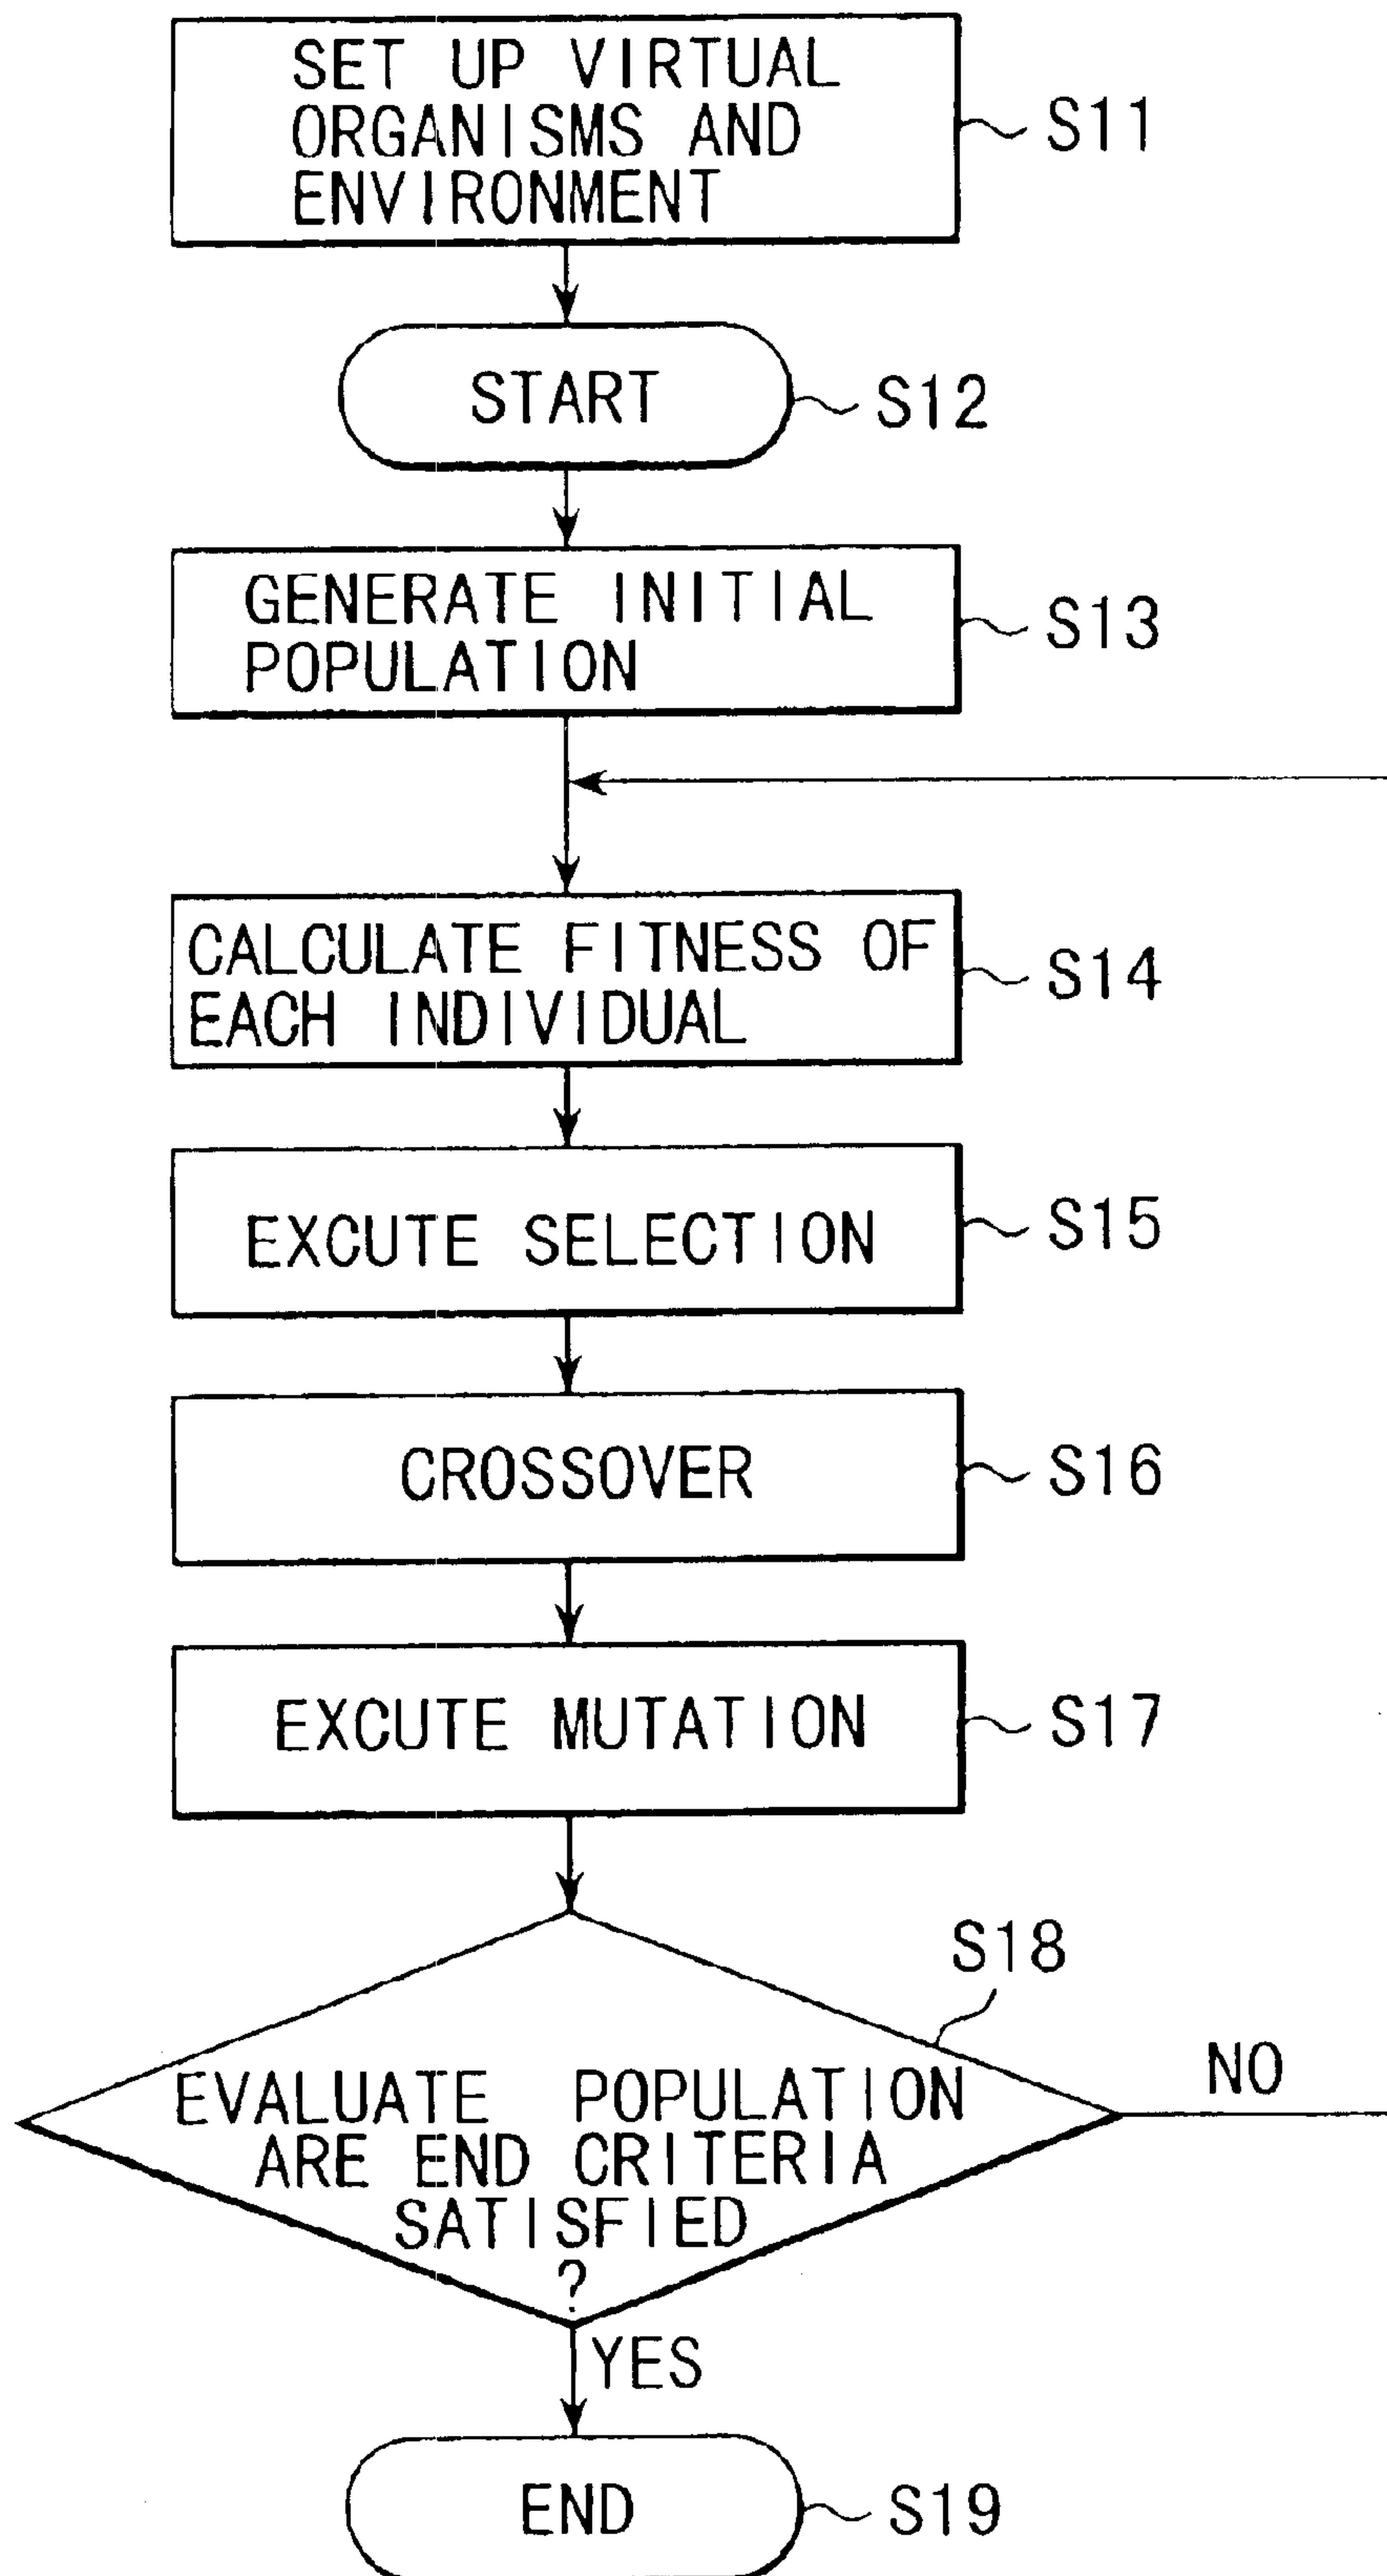 SET UP VIRTUAL
ORGANISMS AND
ENVIRONMENT
S11
START
S12
GENERATE INITIAL
POPULATION
S13
CALCULATE FITNESS OF
EACH INDIVIDUAL
S14
EXCUTE SELECTION
S15
CROSSOVER
S16
EXCUTE MUTATION
S17
S18
EVALUATE POPULATION
ARE END CRITERIA
SATISFIED
?
NO
YES
END
S19